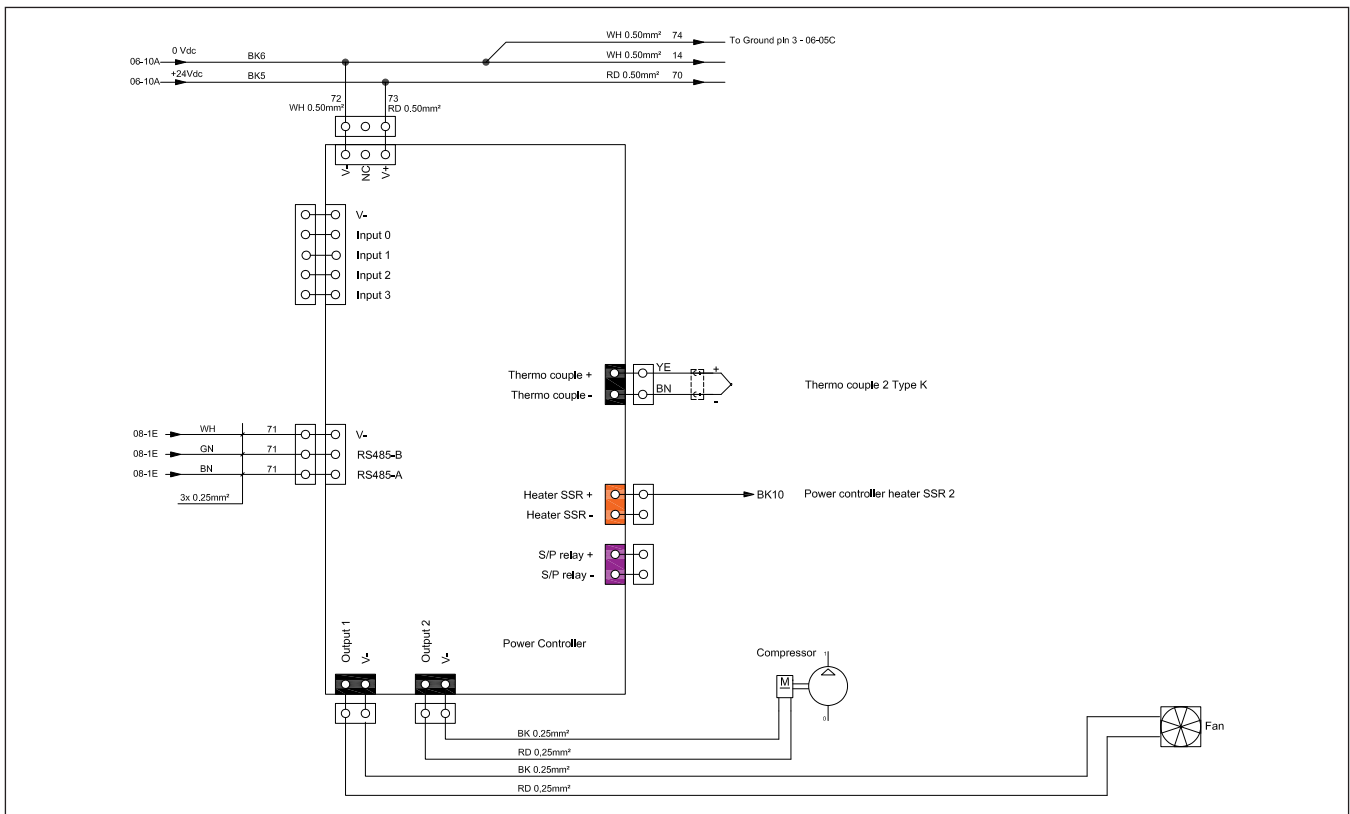 WH 0.50mm² 74
To Ground pin 3 - 06-05C
0 Vdc
06-10A
BK6
WH 0.50mm² 14
+24Vdc
06-10A
BK5
RD 0.50mm² 70
72
WH 0.50mm²
73
RD 0.50mm²
V-
NC
V+
V-
Input 0
Input 1
Input 2
Input 3
Thermo couple +
YE
+
Thermo couple -
BN
-
Thermo couple 2 Type K
08-1E
WH
71
V-
08-1E
GN
71
RS485-B
08-1E
BN
71
RS485-A
3x 0.25mm²
Heater SSR +
BK10
Power controller heater SSR 2
Heater SSR -
S/P relay +
S/P relay -
Output 1
V-
Output 2
V-
Power Controller
Compressor
1
M
0
Fan
BK 0.25mm²
RD 0,25mm²
BK 0.25mm²
RD 0,25mm²